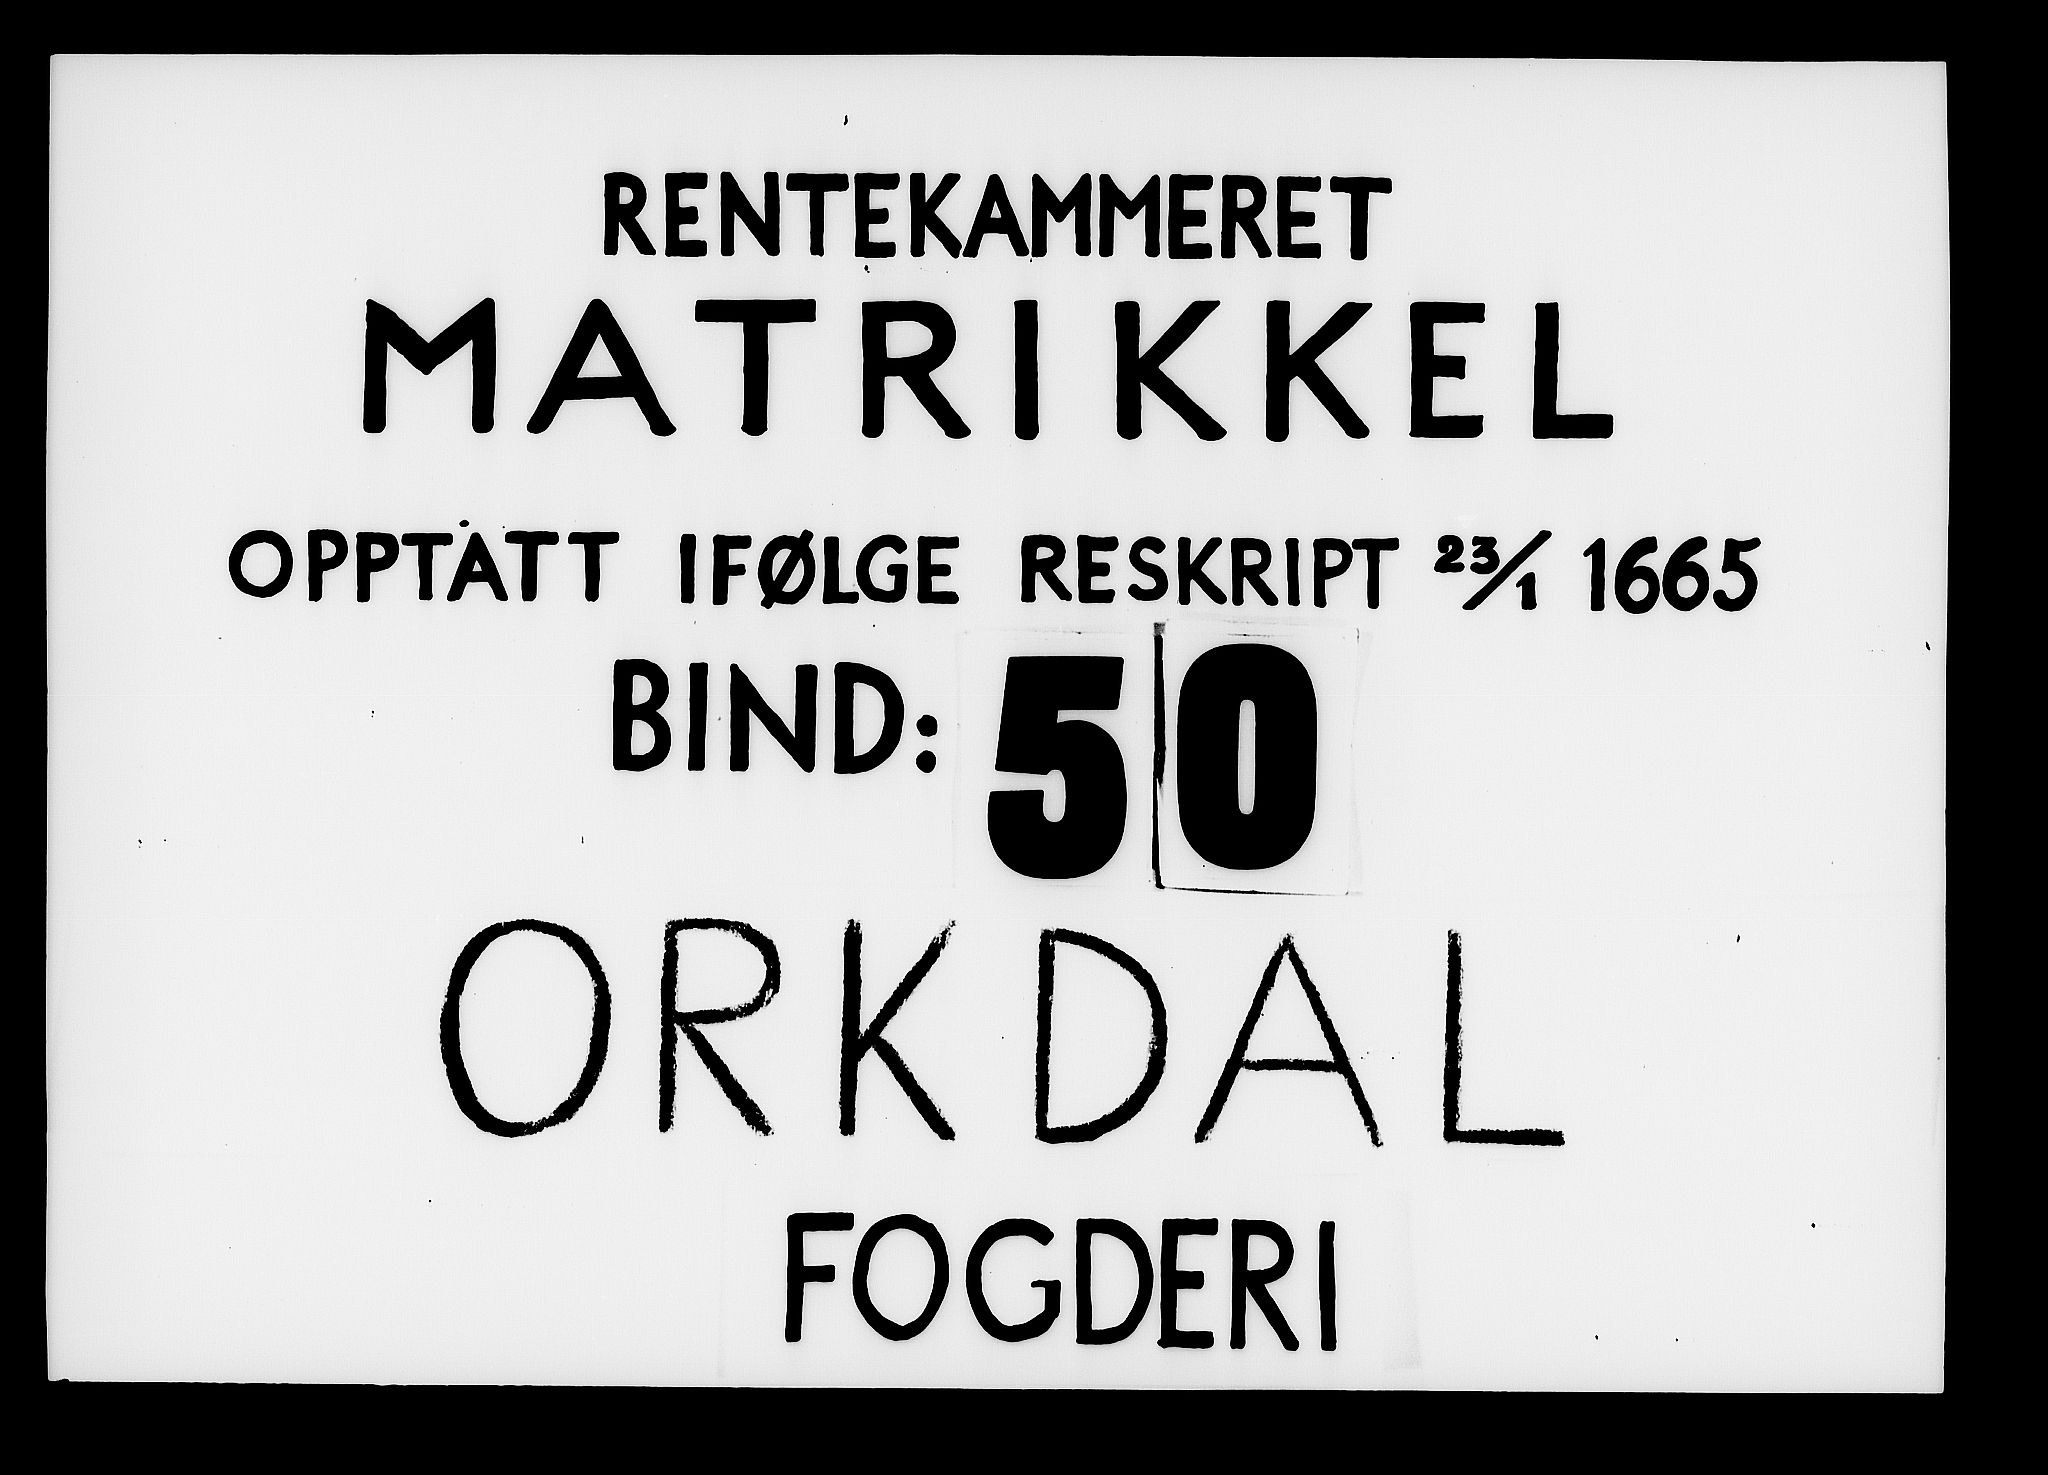 RENTEKAMMERET
MATRIKKEL
OPPTATT IFØLGE RESKRIPT 23/1 1665
BIND: 50
ORKDAL
FOGDERI